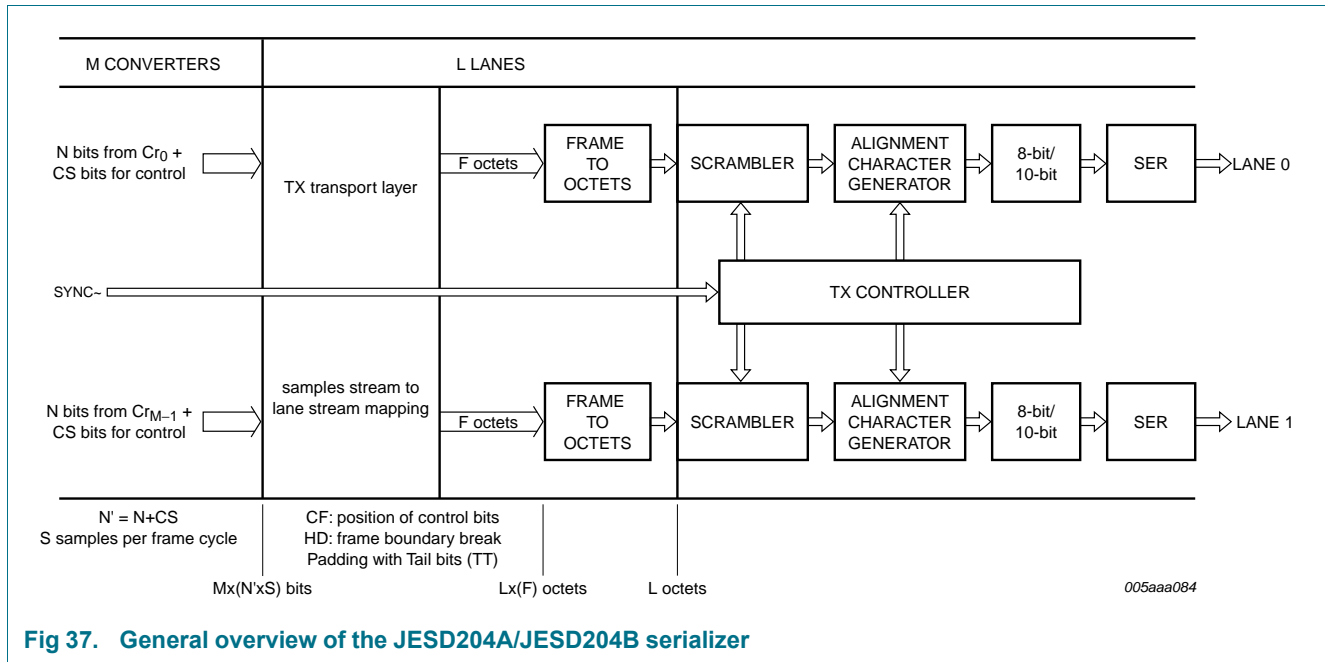 M CONVERTERS
L LANES
N bits from Cr0 +
CS bits for control
TX transport layer
F octets
FRAME
TO
OCTETS
SCRAMBLER
ALIGNMENT
CHARACTER
GENERATOR
8-bit/
10-bit
SER
LANE 0
SYNC~
TX CONTROLLER
N bits from CrM−1 +
CS bits for control
samples stream to
lane stream mapping
F octets
FRAME
TO
OCTETS
SCRAMBLER
ALIGNMENT
CHARACTER
GENERATOR
8-bit/
10-bit
SER
LANE 1
N' = N+CS
S samples per frame cycle
CF: position of control bits
HD: frame boundary break
Padding with Tail bits (TT)
Mx(N'xS) bits
Lx(F) octets
L octets
005aaa084
Fig 37. General overview of the JESD204A/JESD204B serializer